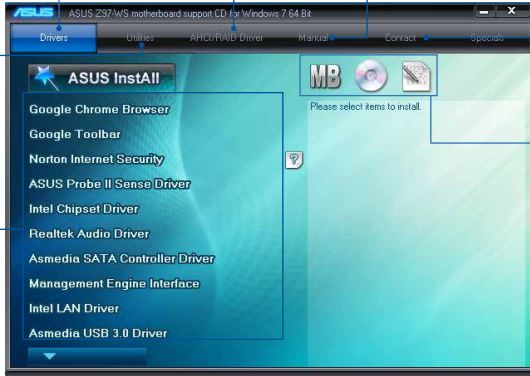 ASUS ASUS Z97-WS motherboard support CD for Windows 7 64 Bit
Drivers Utilities AHCI/RAID Driver Manual Contact Specials
ASUS InstAll
MB
Please select items to install.
Google Chrome Browser
Google Toolbar
Norton Internet Security
?
ASUS Probe II Sense Driver
Intel Chipset Driver
Realtek Audio Driver
Asmedia SATA Controller Driver
Management Engine Interface
Intel LAN Driver
Asmedia USB 3.0 Driver